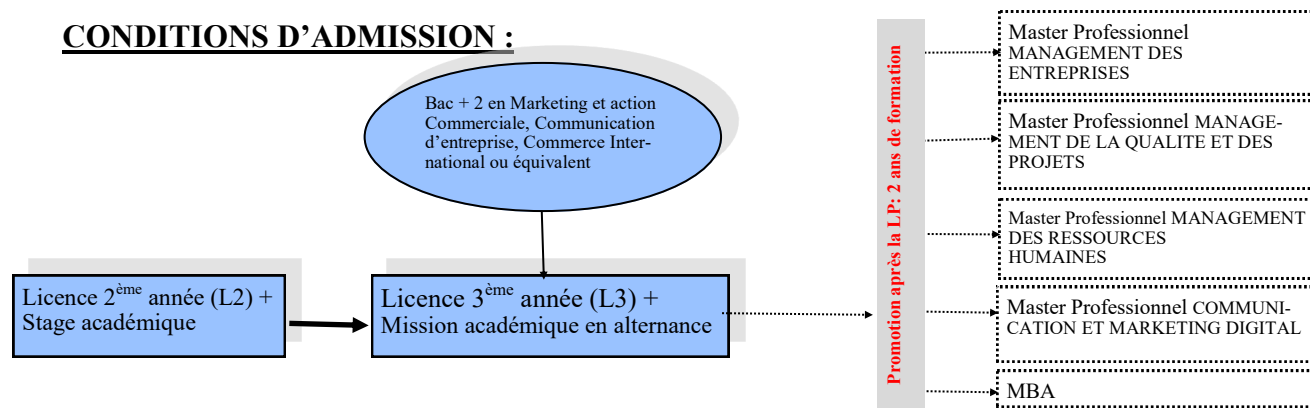 CONDITIONS D’ADMISSION :
Bac + 2 en Marketing et action
Commerciale, Communication
d’entreprise, Commerce Inter-
national ou équivalent
Licence 2ème année (L2) +
Stage académique
Licence 3ème année (L3) +
Mission académique en alternance
Promotion après la LP: 2 ans de formation
Master Professionnel
MANAGEMENT DES
ENTREPRISES
Master Professionnel MANAGE-
MENT DE LA QUALITE ET DES
PROJETS
Master Professionnel MANAGEMENT
DES RESSOURCES
HUMAINES
Master Professionnel COMMUNI-
CATION ET MARKETING DIGITAL
MBA